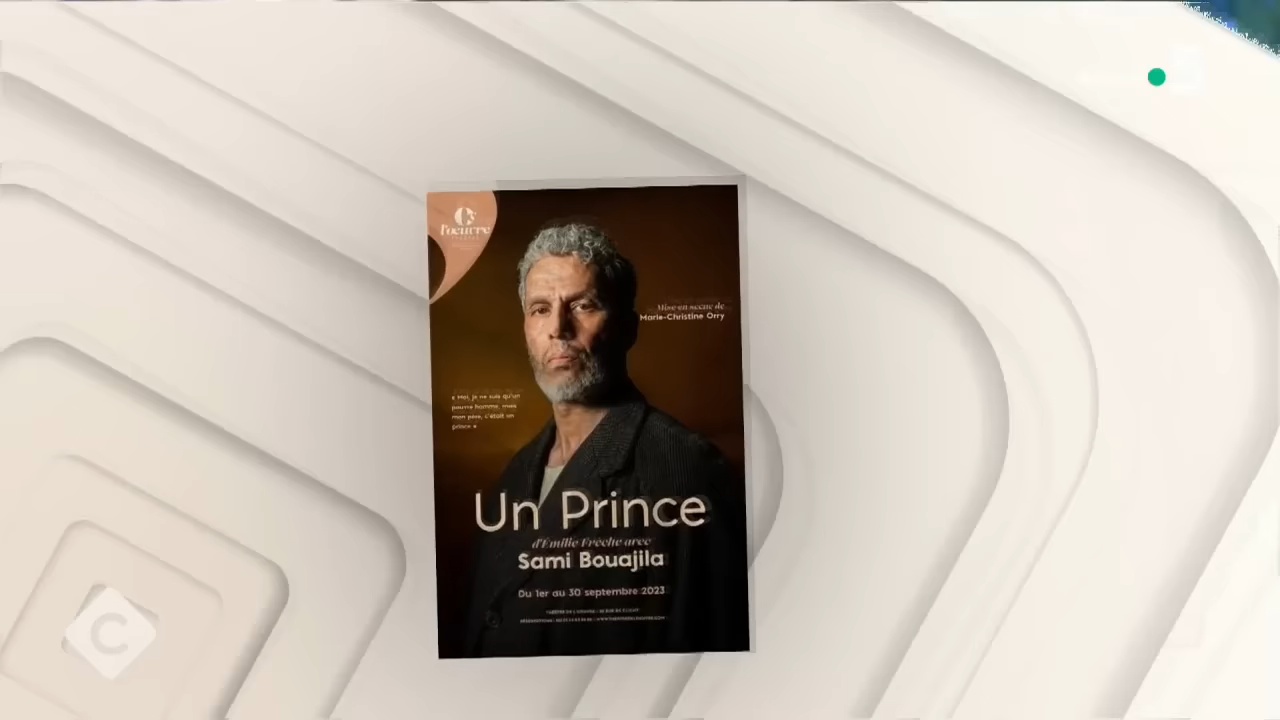 l'oeuvre
Mise en scène de
Marie-Christine Orry
« Moi, je ne suis qu'un
pauvre homme, mais
mon père, c'était un
prince »
Un Prince
d'Émilie Frèche avec
Sami Bouajila
Du 1er au 30 septembre 2023
C